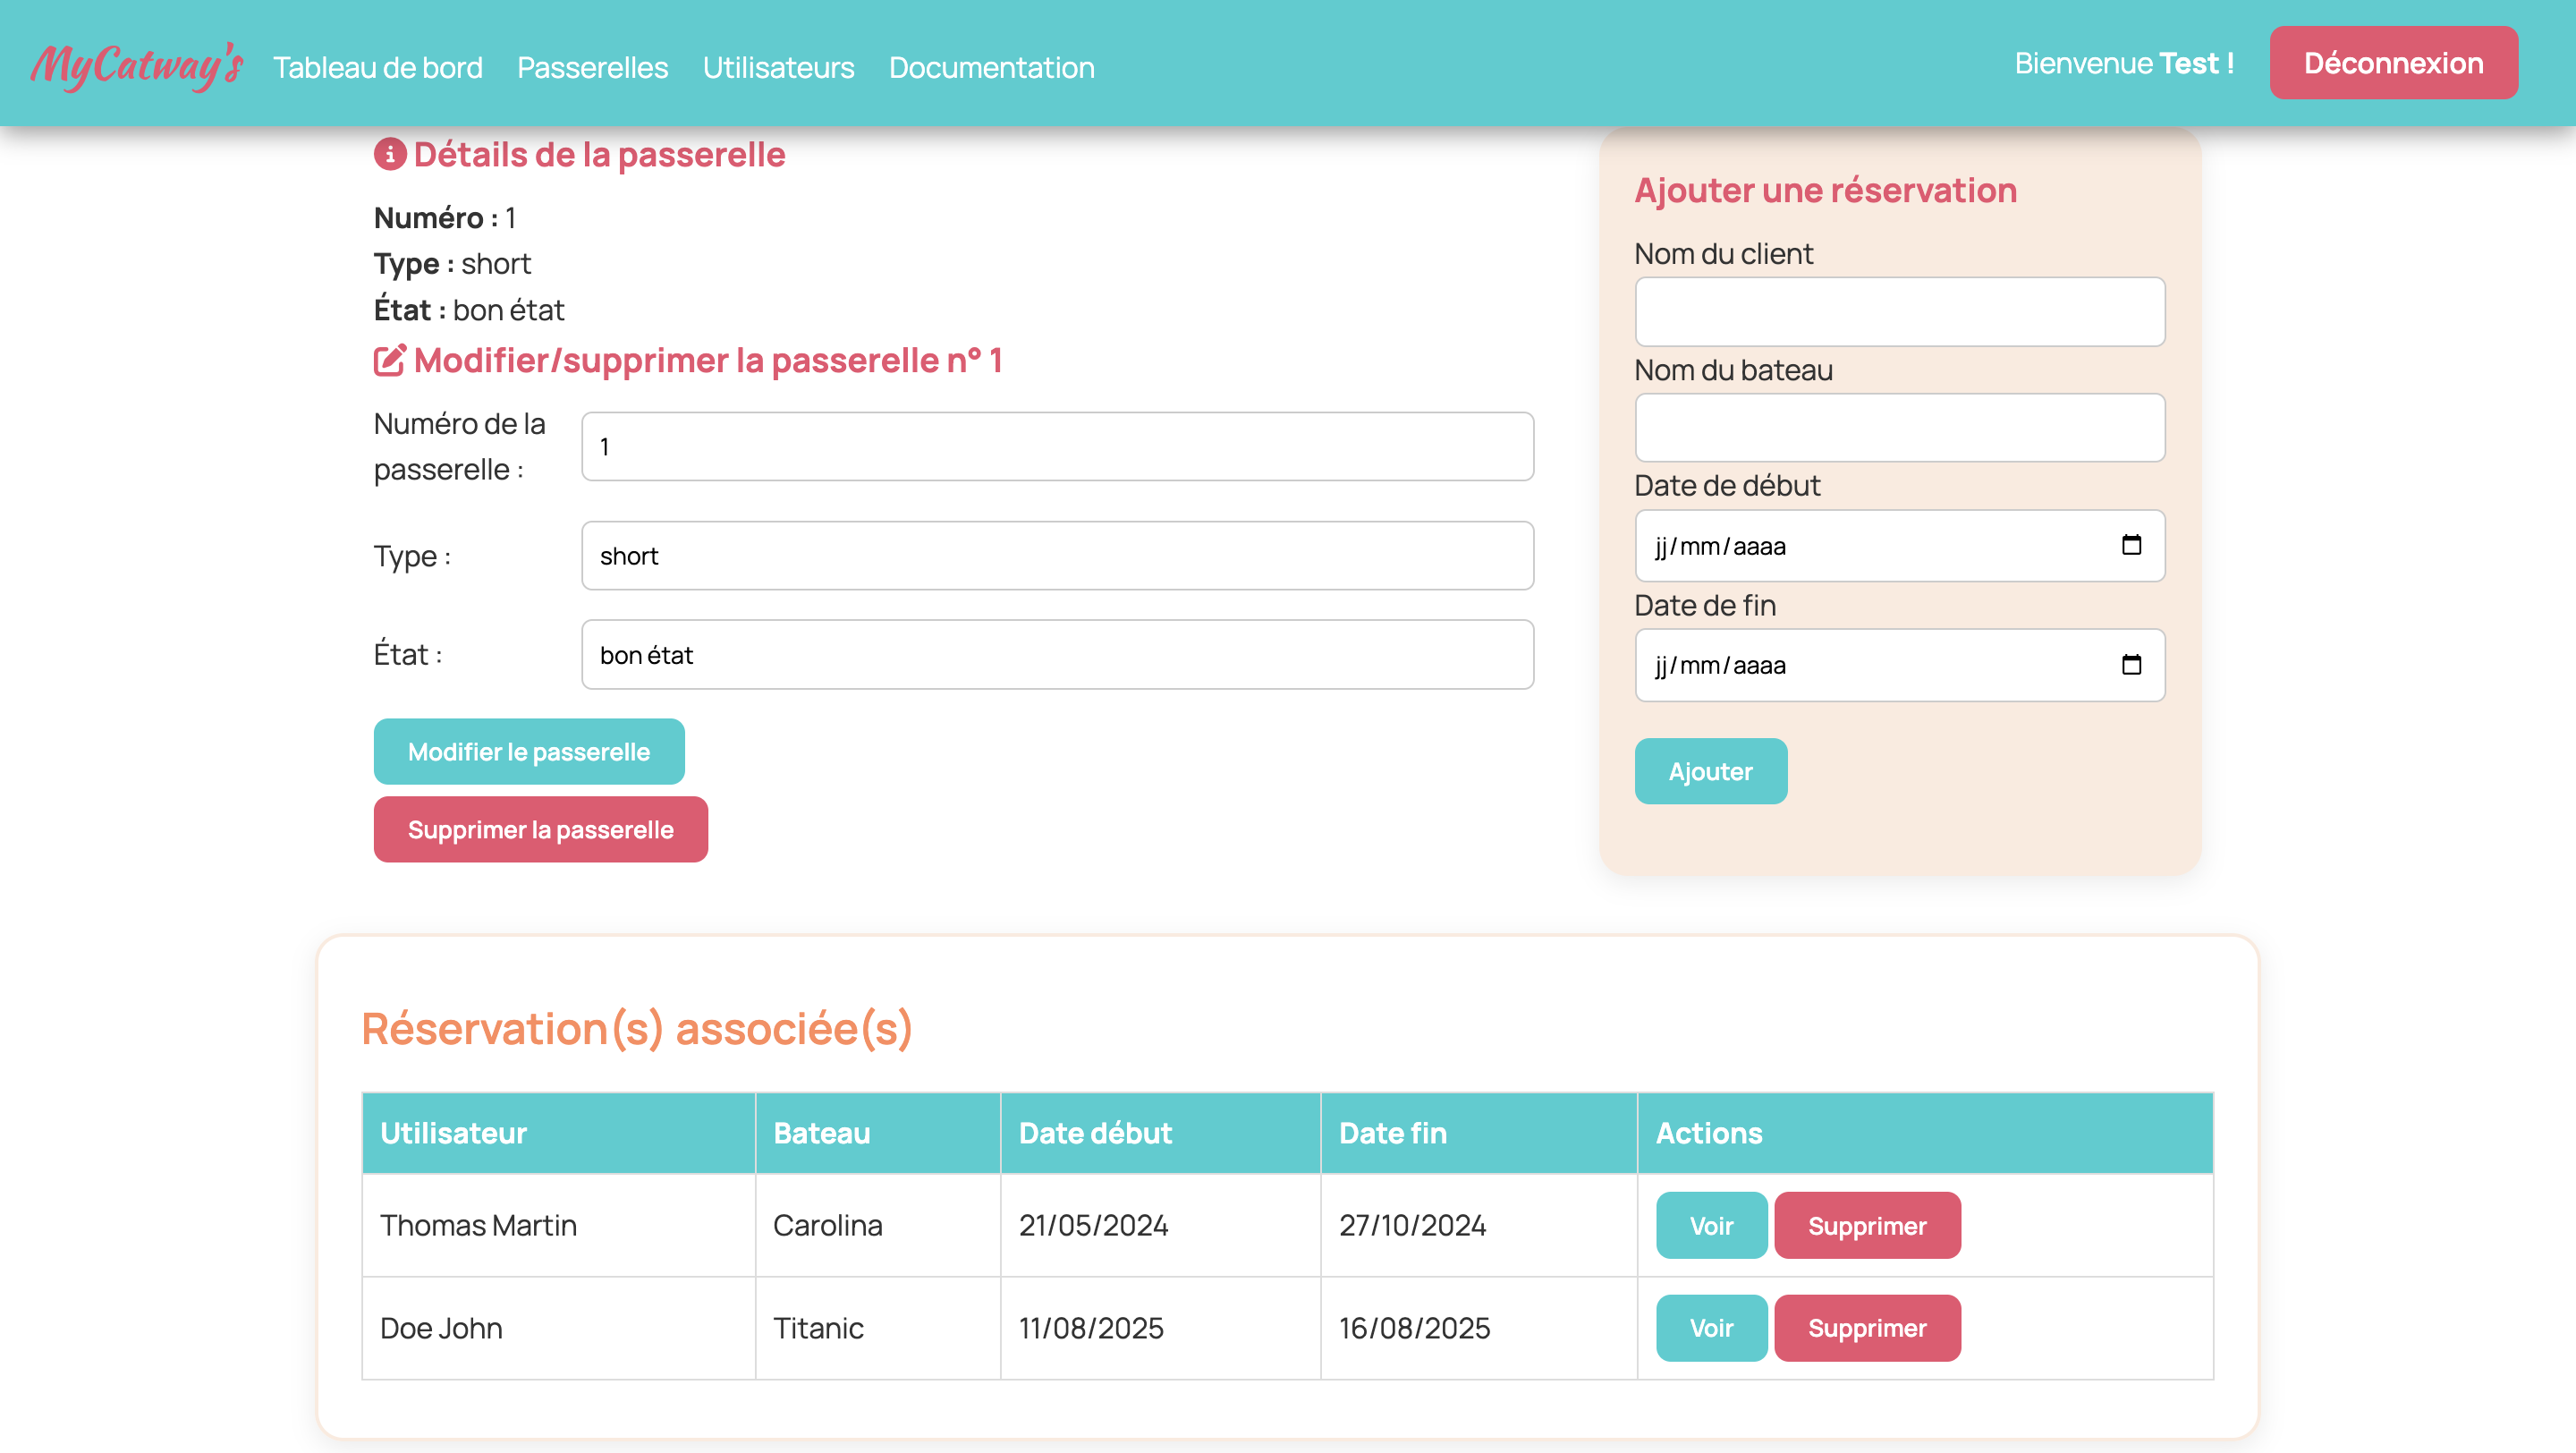 MyCatway's
Tableau de bord
Passerelles
Utilisateurs
Documentation
Bienvenue Test !
Déconnexion
Détails de la passerelle
Numéro : 1
Type : short
État : bon état
Modifier/supprimer la passerelle n° 1
Numéro de la
passerelle :
1
Type :
short
État :
bon état
Modifier le passerelle
Supprimer la passerelle
Ajouter une réservation
Nom du client
Nom du bateau
Date de début
jj/mm/aaaa
Date de fin
jj/mm/aaaa
Ajouter
Réservation(s) associée(s)
Utilisateur Bateau Date début Date fin Actions
Thomas Martin Carolina 21/05/2024 27/10/2024 Voir Supprimer
Doe John Titanic 11/08/2025 16/08/2025 Voir Supprimer